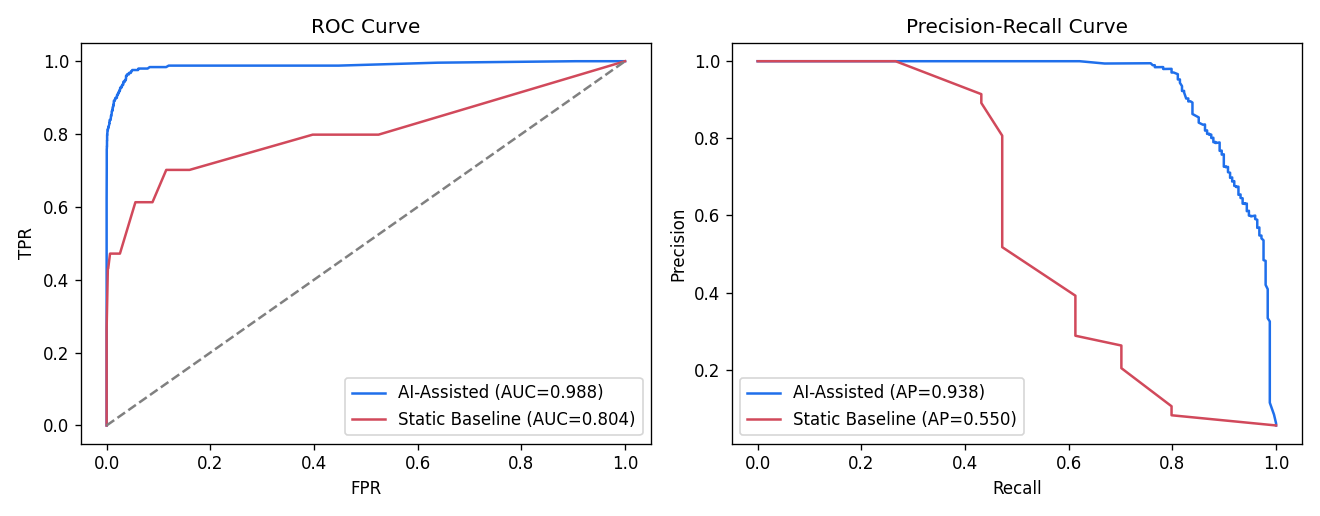 ROC Curve
1.0
0.8
0.6
0.4
0.2
0.0
TPR
0.0 0.2 0.4 0.6 0.8 1.0
FPR
AI-Assisted (AUC=0.988)
Static Baseline (AUC=0.804)
Precision-Recall Curve
1.0
0.8
0.6
0.4
0.2
Precision
0.0 0.2 0.4 0.6 0.8 1.0
Recall
AI-Assisted (AP=0.938)
Static Baseline (AP=0.550)